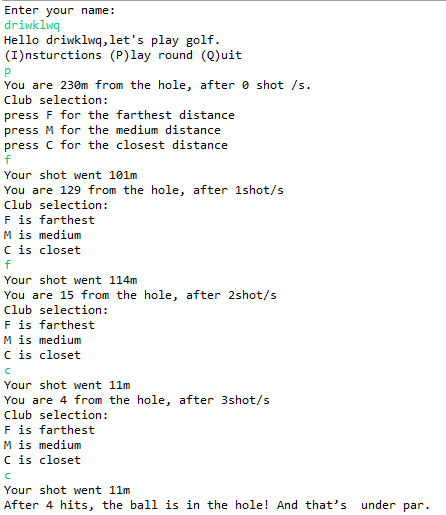 Enter your name:
driwklwq
Hello driwklwq,let's play golf.
(I)nsturctions (P)lay round (Q)uit
p
You are 230m from the hole, after 0 shot /s.
Club selection:
press F for the farthest distance
press M for the medium distance
press C for the closest distance
f
Your shot went 101m
You are 129 from the hole, after 1shot/s
Club selection:
F is farthest
M is medium
C is closet
f
Your shot went 114m
You are 15 from the hole, after 2shot/s
Club selection:
F is farthest
M is medium
C is closet
c
Your shot went 11m
You are 4 from the hole, after 3shot/s
Club selection:
F is farthest
M is medium
C is closet
c
Your shot went 11m
After 4 hits, the ball is in the hole! And that’s  under par.